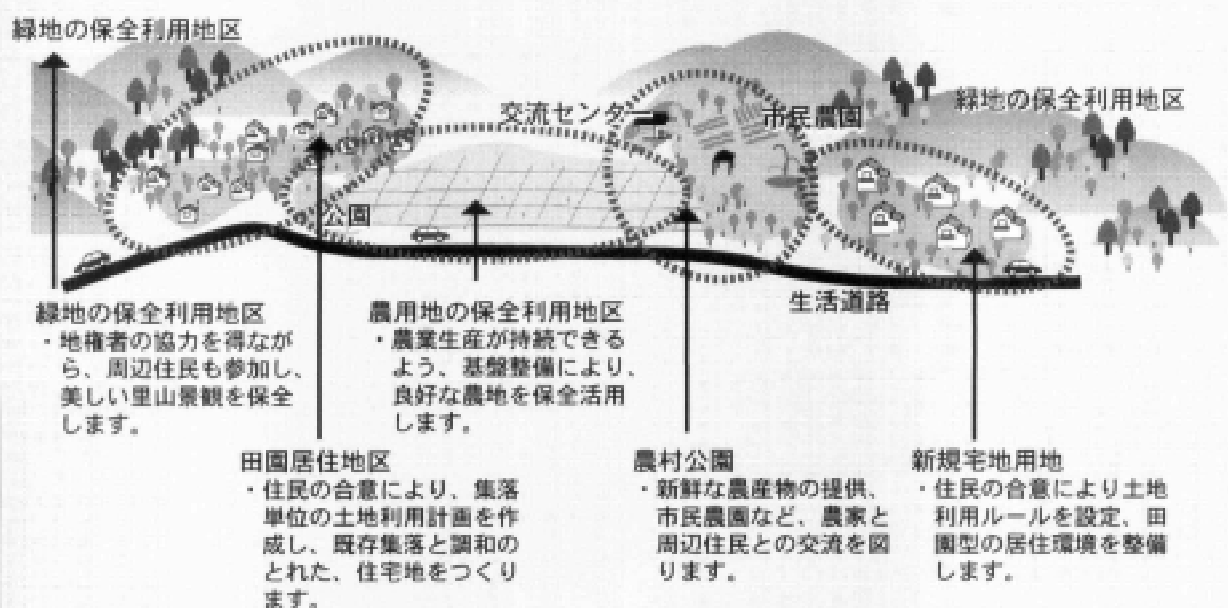 緑地の保全利用地区
交流センター
市民農園
緑地の保全利用地区
公園
生活道路
緑地の保全利用地区
・地権者の協力を得なが
ら、周辺住民も参加し、
美しい里山景観を保全
します。
農用地の保全利用地区
・農業生産が持続できる
よう、基盤整備により、
良好な農地を保全活用
します。
田園居住地区
・住民の合意により、集落
単位の土地利用計画を作
成し、既存集落と調和の
とれた、住宅地をつくり
ます。
農村公園
・新鮮な農産物の提供、
市民農園など、農家と
周辺住民との交流を図
ります。
新規宅地用地
・住民の合意により土地
利用ルールを設定、田
園型の居住環境を整備
します。